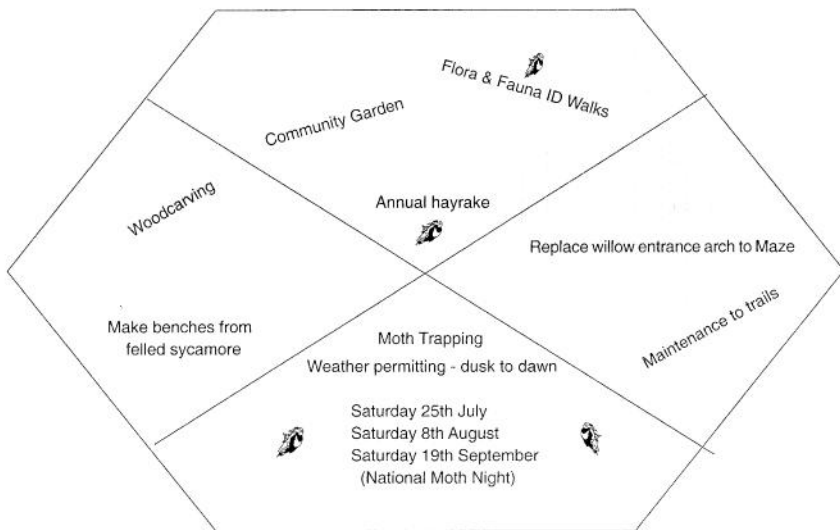 Flora & Fauna ID Walks
Community Garden
Annual hayrake
Woodcarving
Make benches from
felled sycamore
Replace willow entrance arch to Maze
Maintenance to trails
Moth Trapping
Weather permitting - dusk to dawn
Saturday 25th July
Saturday 8th August
Saturday 19th September
(National Moth Night)